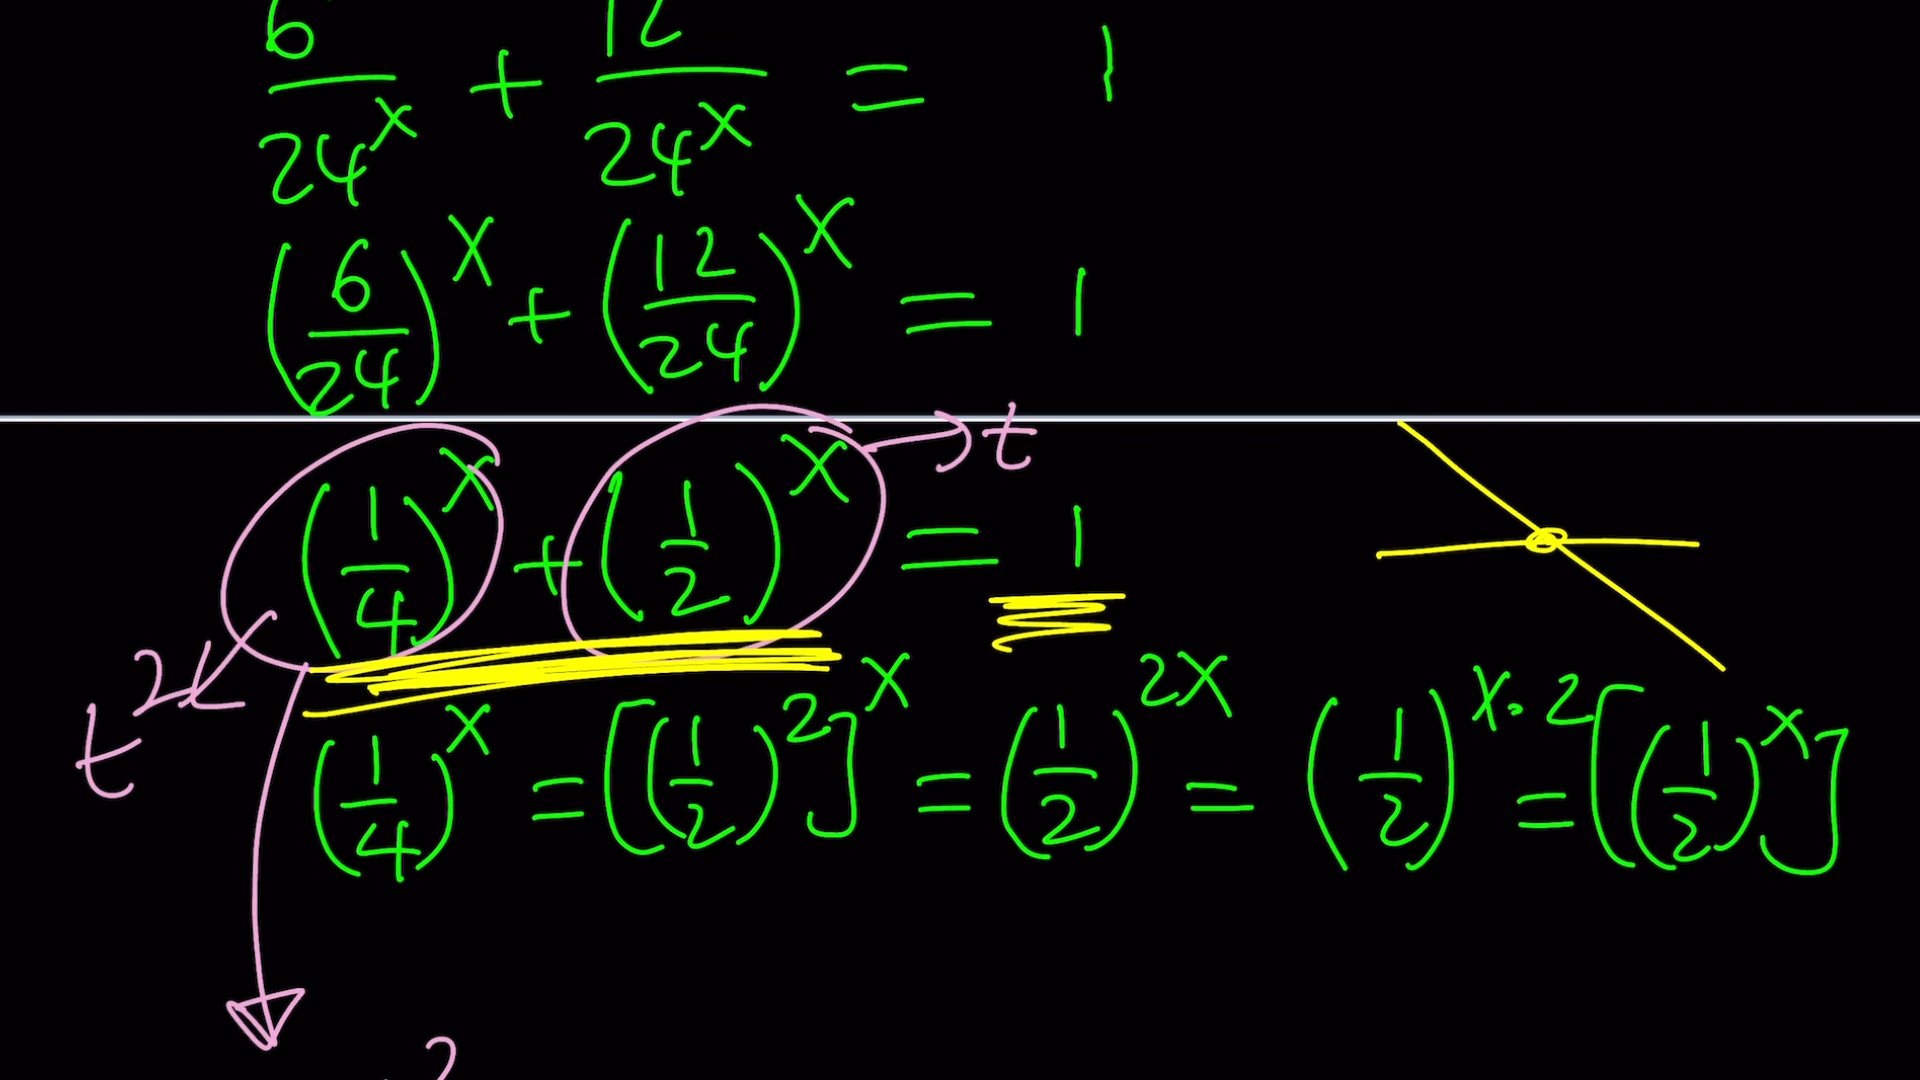 6/24^x + 12/24^x = 1
(6/24)^x + (12/24)^x = 1
(1/4)^x + (1/2)^x = 1 → t
t^2
(1/4)^x = [(1/2)^2]^x = (1/2)^2x = (1/2)^x·2 = [(1/2)^x]
2